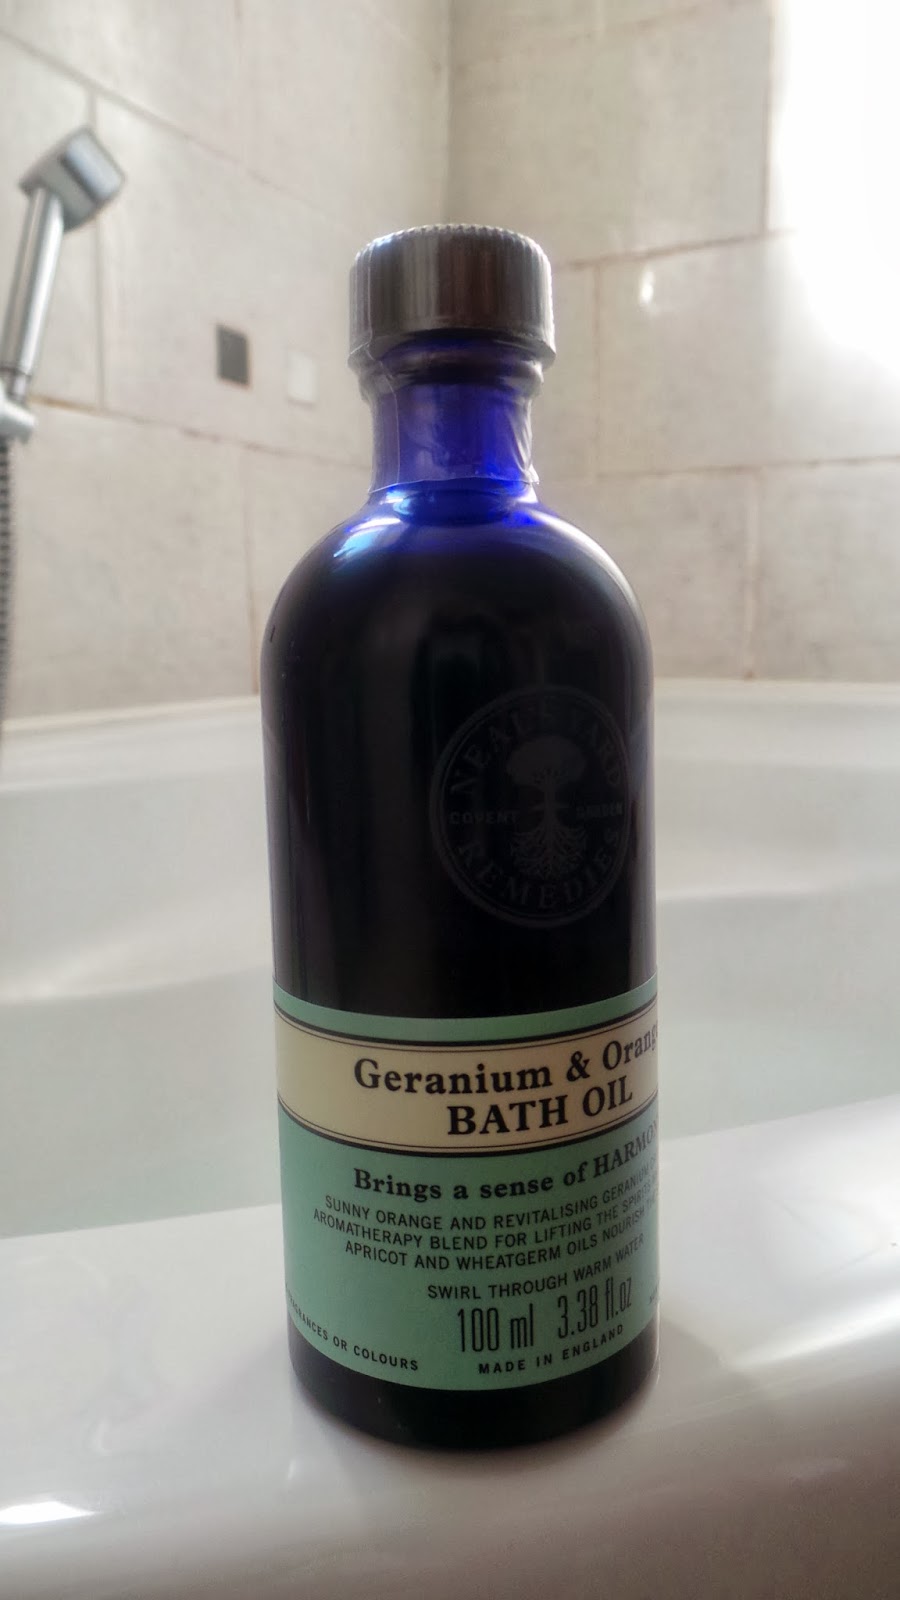 NEAL'S YARD
COVENT GARDEN
REMEDIES
Geranium & Orang
BATH OIL
Brings a sense of HARMON
SUNNY ORANGE AND REVITALISING GERANIUM
AROMATHERAPY BLEND FOR LIFTING THE SPIRITS
APRICOT AND WHEATGERM OILS NOURISH
SWIRL THROUGH WARM WATER
100 ml 3.38 fl.oz
MADE IN ENGLAND
OR COLOURS